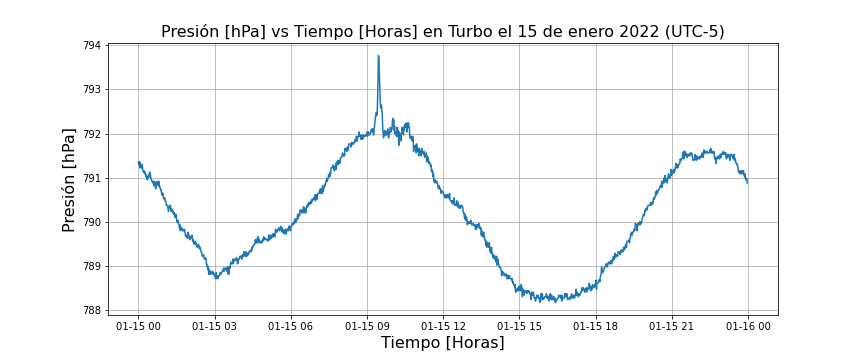 Presión [hPa] vs Tiempo [Horas] en Turbo el 15 de enero 2022 (UTC-5)
Presión [hPa]
794
793
792
791
790
789
788
01-15 00 01-15 03 01-15 06 01-15 09 01-15 12 01-15 15 01-15 18 01-15 21 01-16 00
Tiempo [Horas]